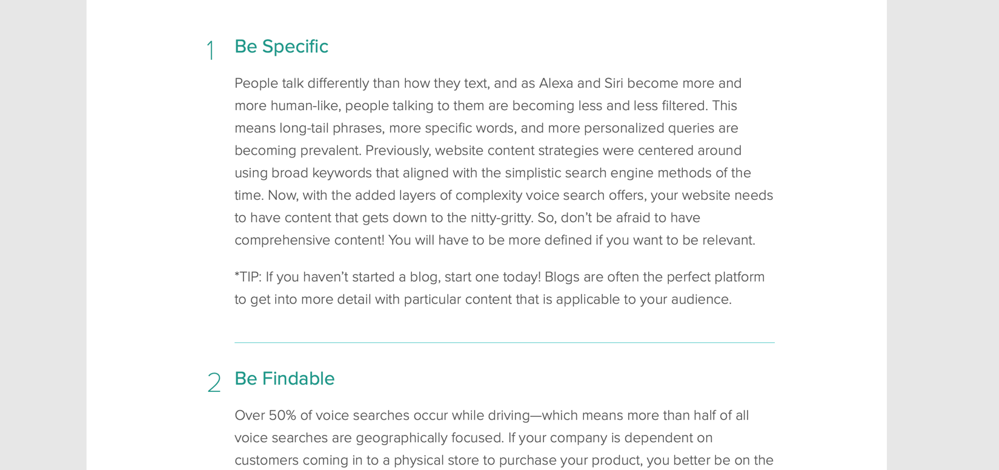 1 Be Specific
People talk differently than how they text, and as Alexa and Siri become more and
more human-like, people talking to them are becoming less and less filtered. This
means long-tail phrases, more specific words, and more personalized queries are
becoming prevalent. Previously, website content strategies were centered around
using broad keywords that aligned with the simplistic search engine methods of the
time. Now, with the added layers of complexity voice search offers, your website needs
to have content that gets down to the nitty-gritty. So, don’t be afraid to have
comprehensive content! You will have to be more defined if you want to be relevant.
*TIP: If you haven’t started a blog, start one today! Blogs are often the perfect platform
to get into more detail with particular content that is applicable to your audience.
2 Be Findable
Over 50% of voice searches occur while driving—which means more than half of all
voice searches are geographically focused. If your company is dependent on
customers coming in to a physical store to purchase your product, you better be on the